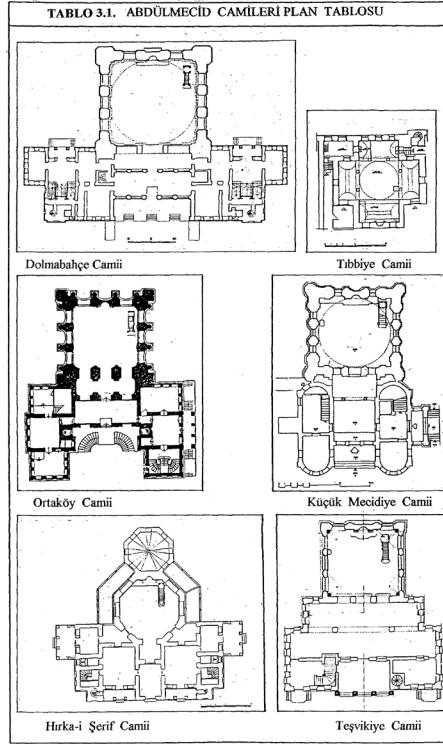 TABLO 3.1. ABDÜLMECİD CAMİLERİ PLAN TABLOSU
Dolmabahçe Camii
Tıbbiye Camii
Ortaköy Camii
Küçük Mecidiye Camii
Hırka-i Şerif Camii
Teşvikiye Camii